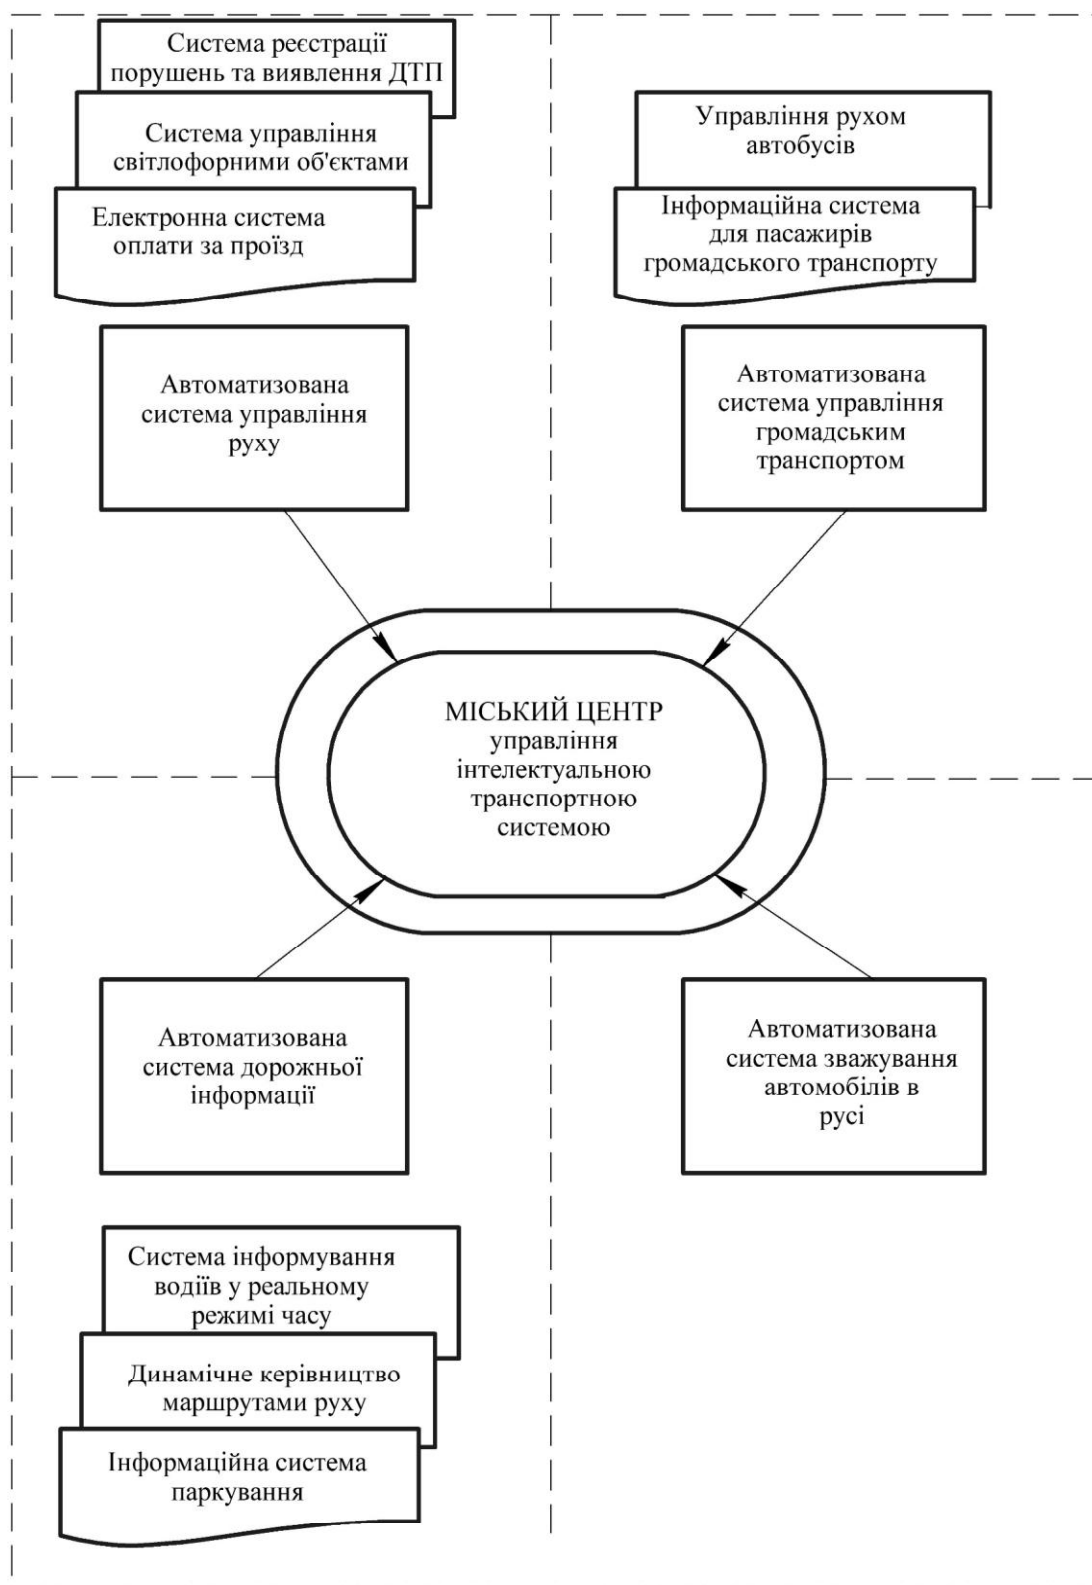 Система реєстрації
порушень та виявлення ДТП
Система управління
світлофорними об'єктами
Електронна система
оплати за проїзд
Управління рухом
автобусів
Інформаційна система
для пасажирів
громадського транспорту
Автоматизована
система управління
руху
Автоматизована
система управління
громадським
транспортом
МІСЬКИЙ ЦЕНТР
управління
інтелектуальною
транспортною
системою
Автоматизована
система дорожньої
інформації
Автоматизована
система зважування
автомобілів в
русі
Система інформування
водіїв у реальному
режимі часу
Динамічне керівництво
маршрутами руху
Інформаційна система
паркування